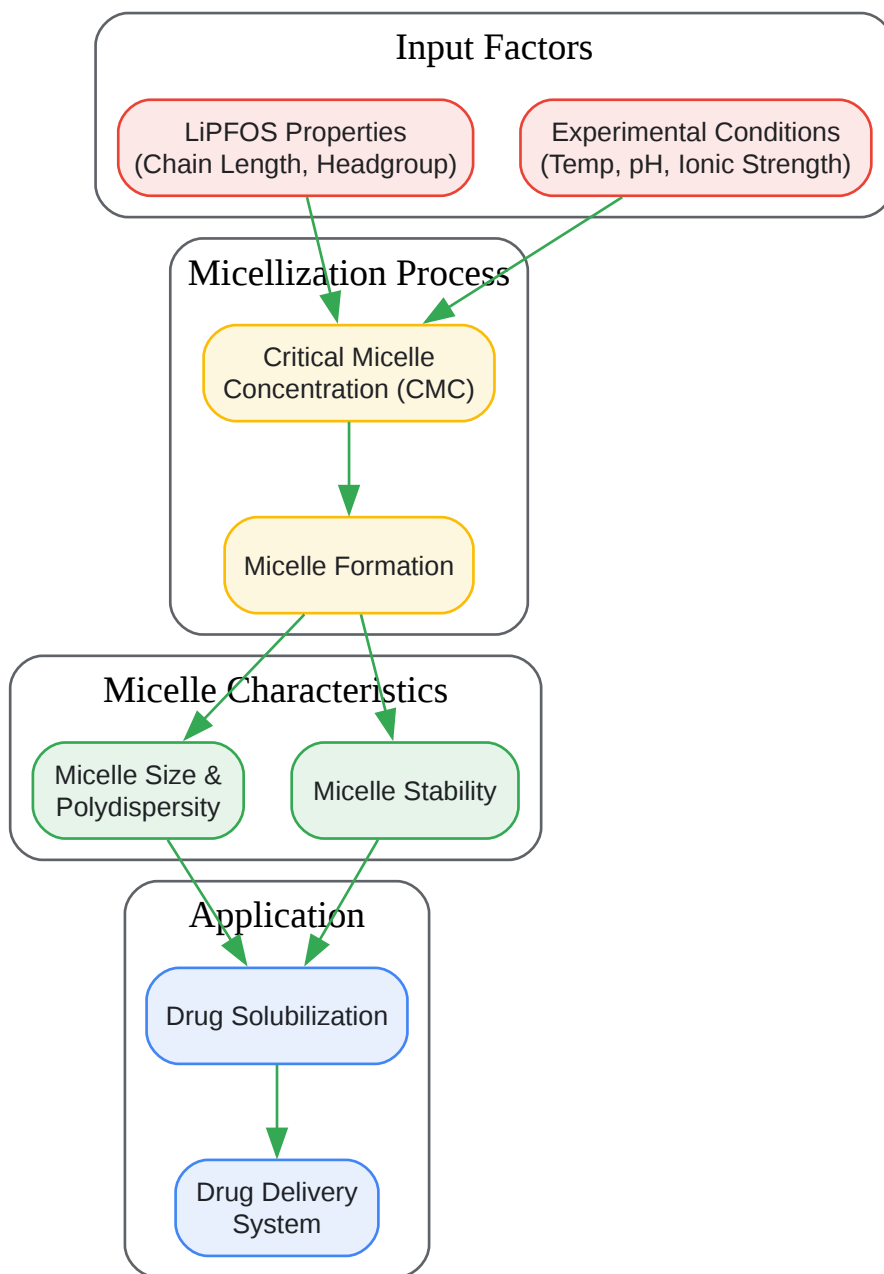 Input Factors
LiPFOS Properties
(Chain Length, Headgroup)
Experimental Conditions
(Temp, pH, Ionic Strength)
Micellization Process
Critical Micelle
Concentration (CMC)
Micelle Formation
Micelle Characteristics
Micelle Size &
Polydispersity
Micelle Stability
Application
Drug Solubilization
Drug Delivery
System